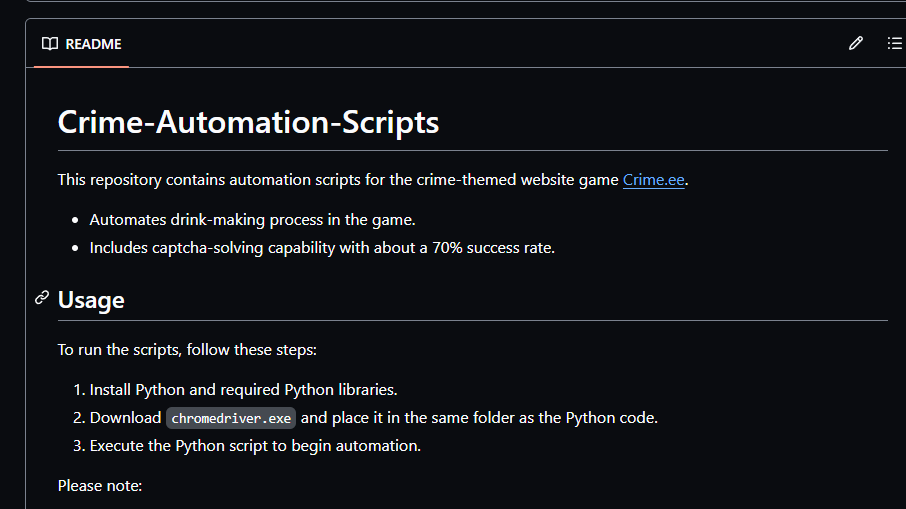 README
Crime-Automation-Scripts
This repository contains automation scripts for the crime-themed website game Crime.ee.
• Automates drink-making process in the game.
• Includes captcha-solving capability with about a 70% success rate.
Usage
To run the scripts, follow these steps:
1. Install Python and required Python libraries.
2. Download chromedriver.exe and place it in the same folder as the Python code.
3. Execute the Python script to begin automation.
Please note: